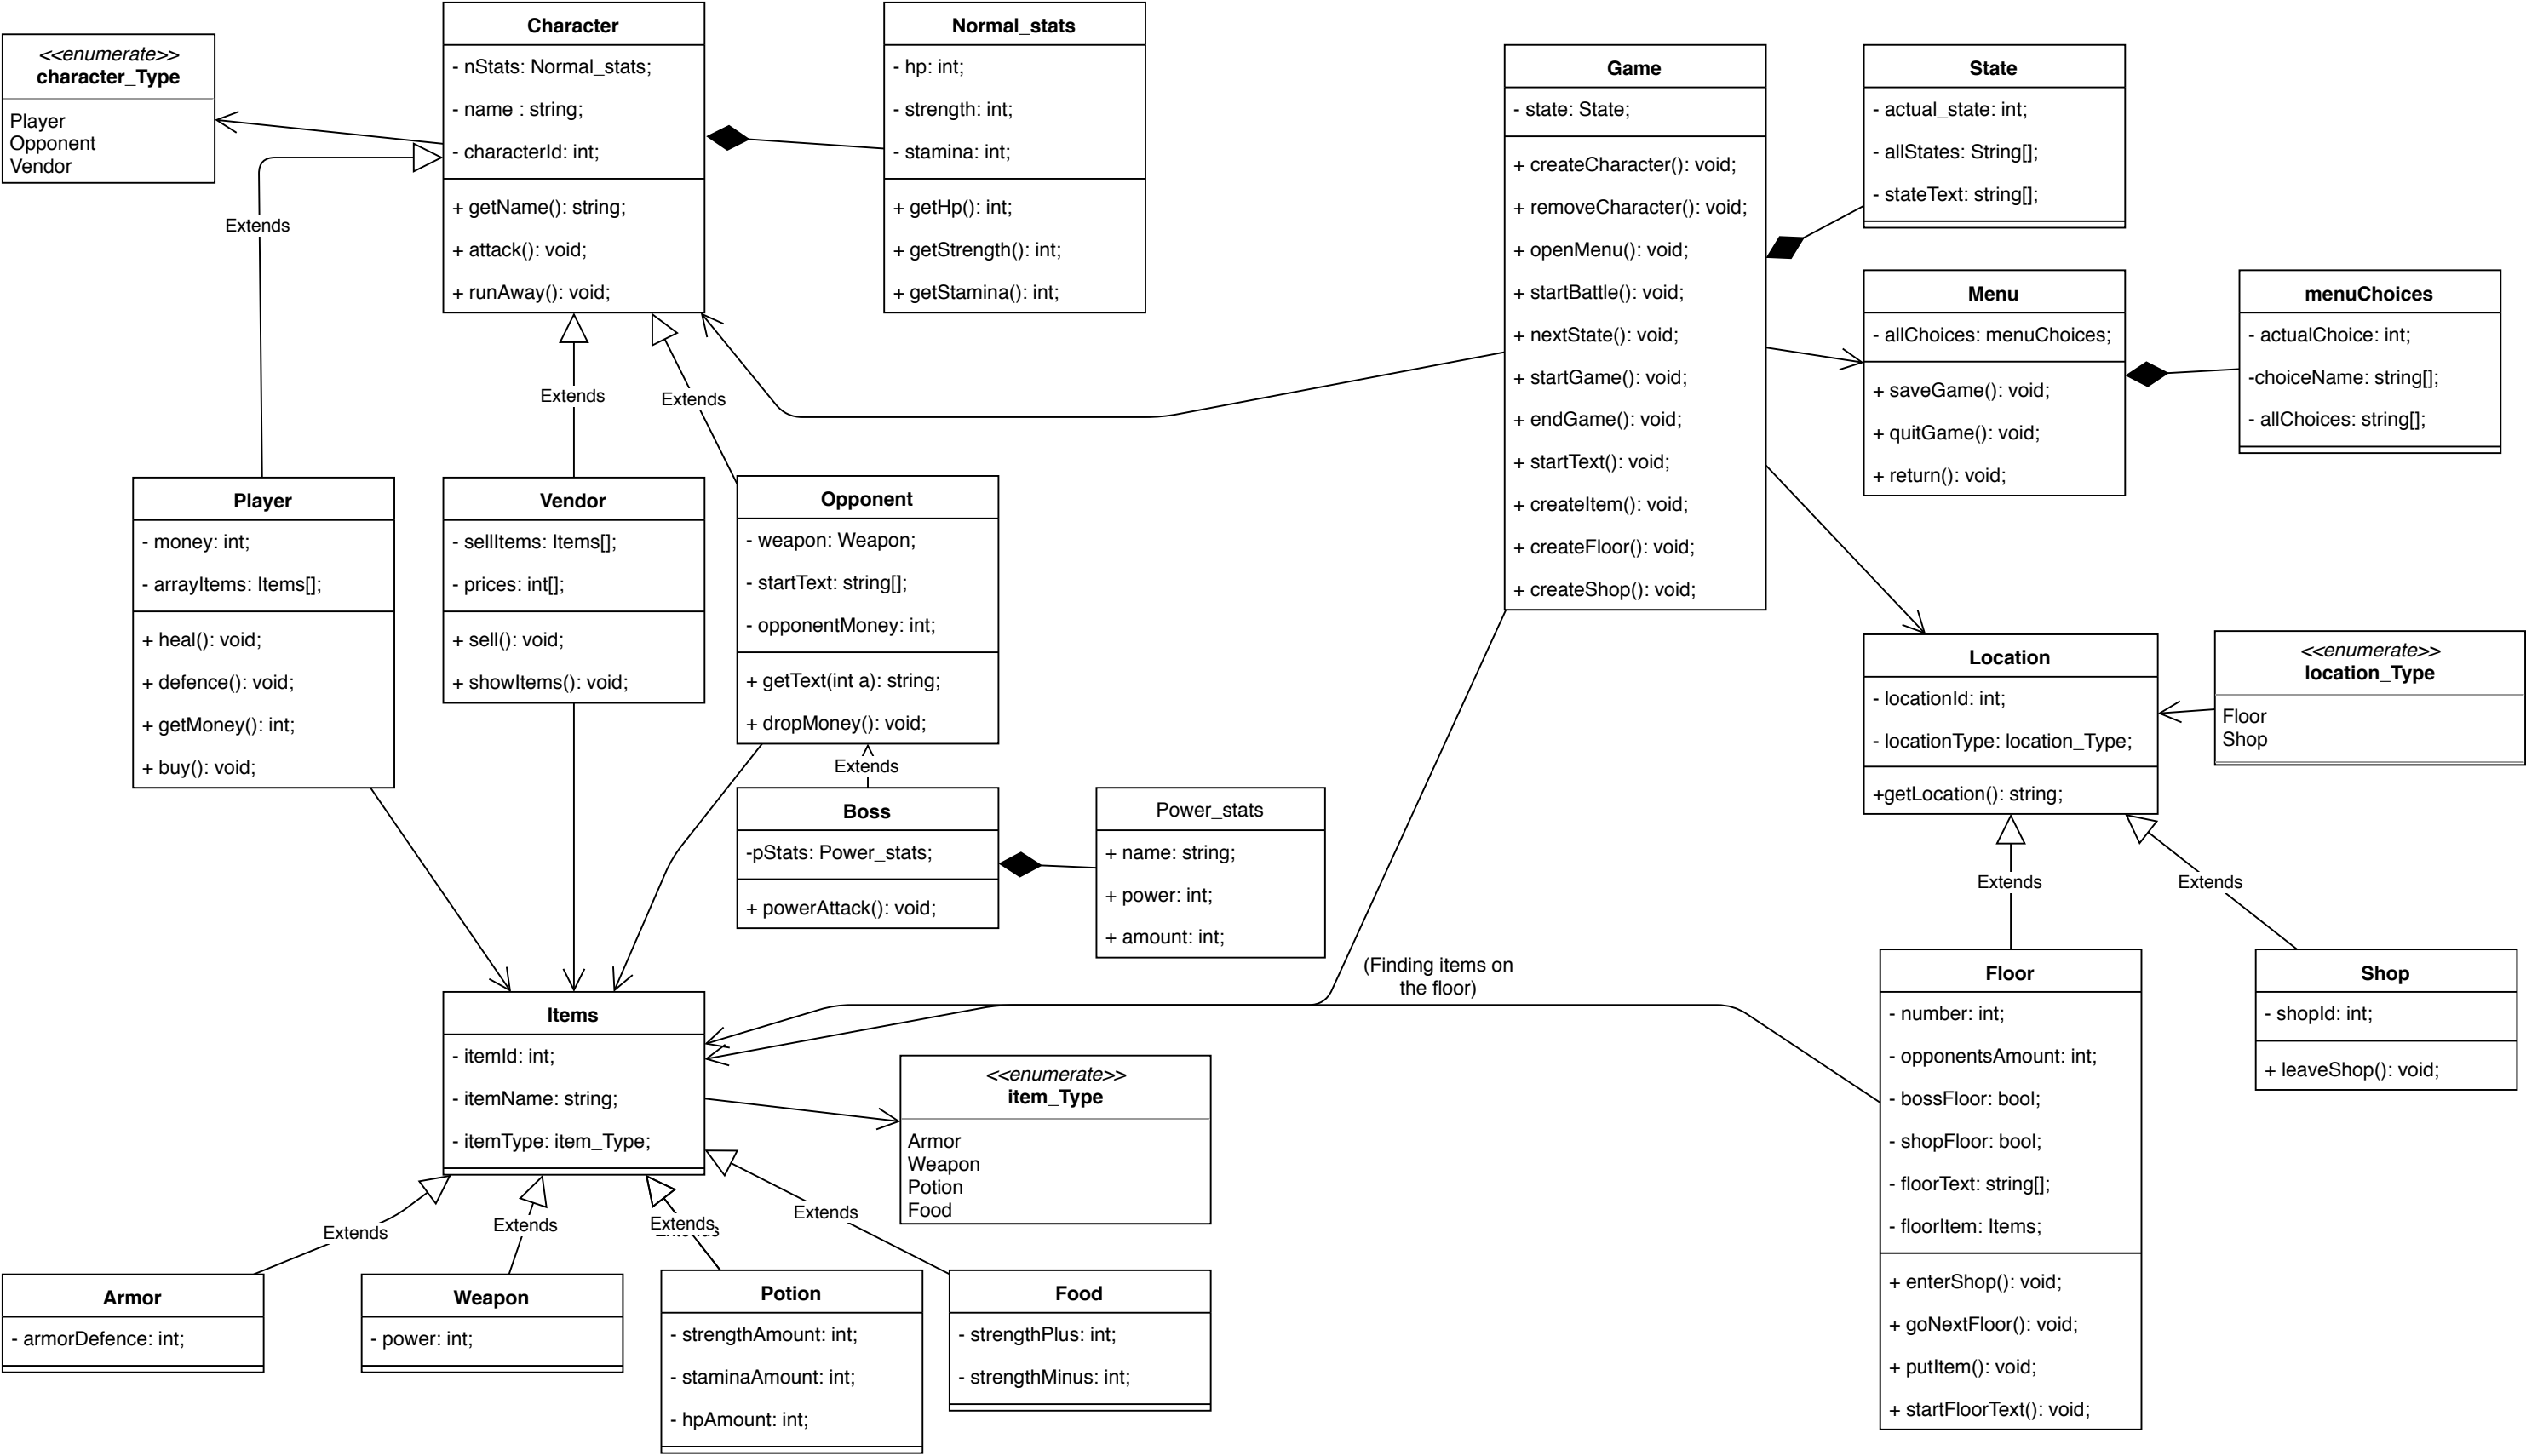 <<enumerate>>
character_Type
Player
Opponent
Vendor
Character
- nStats: Normal_stats;
- name : string;
- characterId: int;
+ getName(): string;
+ attack(): void;
+ runAway(): void;
Normal_stats
- hp: int;
- strength: int;
- stamina: int;
+ getHp(): int;
+ getStrength(): int;
+ getStamina(): int;
Game
- state: State;
+ createCharacter(): void;
+ removeCharacter(): void;
+ openMenu(): void;
+ startBattle(): void;
+ nextState(): void;
+ startGame(): void;
+ endGame(): void;
+ startText(): void;
+ createItem(): void;
+ createFloor(): void;
+ createShop(): void;
State
- actual_state: int;
- allStates: String[];
- stateText: string[];
Menu
- allChoices: menuChoices;
+ saveGame(): void;
+ quitGame(): void;
+ return(): void;
menuChoices
- actualChoice: int;
-choiceName: string[];
- allChoices: string[];
Extends
Extends
Extends
Player
- money: int;
- arrayItems: Items[];
+ heal(): void;
+ defence(): void;
+ getMoney(): int;
+ buy(): void;
Vendor
- sellItems: Items[];
- prices: int[];
+ sell(): void;
+ showItems(): void;
Opponent
- weapon: Weapon;
- startText: string[];
- opponentMoney: int;
+ getText(int a): string;
+ dropMoney(): void;
Extends
Boss
-pStats: Power_stats;
+ powerAttack(): void;
Power_stats
+ name: string;
+ power: int;
+ amount: int;
Location
- locationId: int;
- locationType: location_Type;
+getLocation(): string;
<<enumerate>>
location_Type
Floor
Shop
Extends
Extends
(Finding items on
the floor)
Floor
- number: int;
- opponentsAmount: int;
- bossFloor: bool;
- shopFloor: bool;
- floorText: string[];
- floorItem: Items;
+ enterShop(): void;
+ goNextFloor(): void;
+ putItem(): void;
+ startFloorText(): void;
Shop
- shopId: int;
+ leaveShop(): void;
Items
- itemId: int;
- itemName: string;
- itemType: item_Type;
<<enumerate>>
item_Type
Armor
Weapon
Potion
Food
Extends
Extends
Extends
Extends
Extends
Armor
- armorDefence: int;
Weapon
- power: int;
Potion
- strengthAmount: int;
- staminaAmount: int;
- hpAmount: int;
Food
- strengthPlus: int;
- strengthMinus: int;